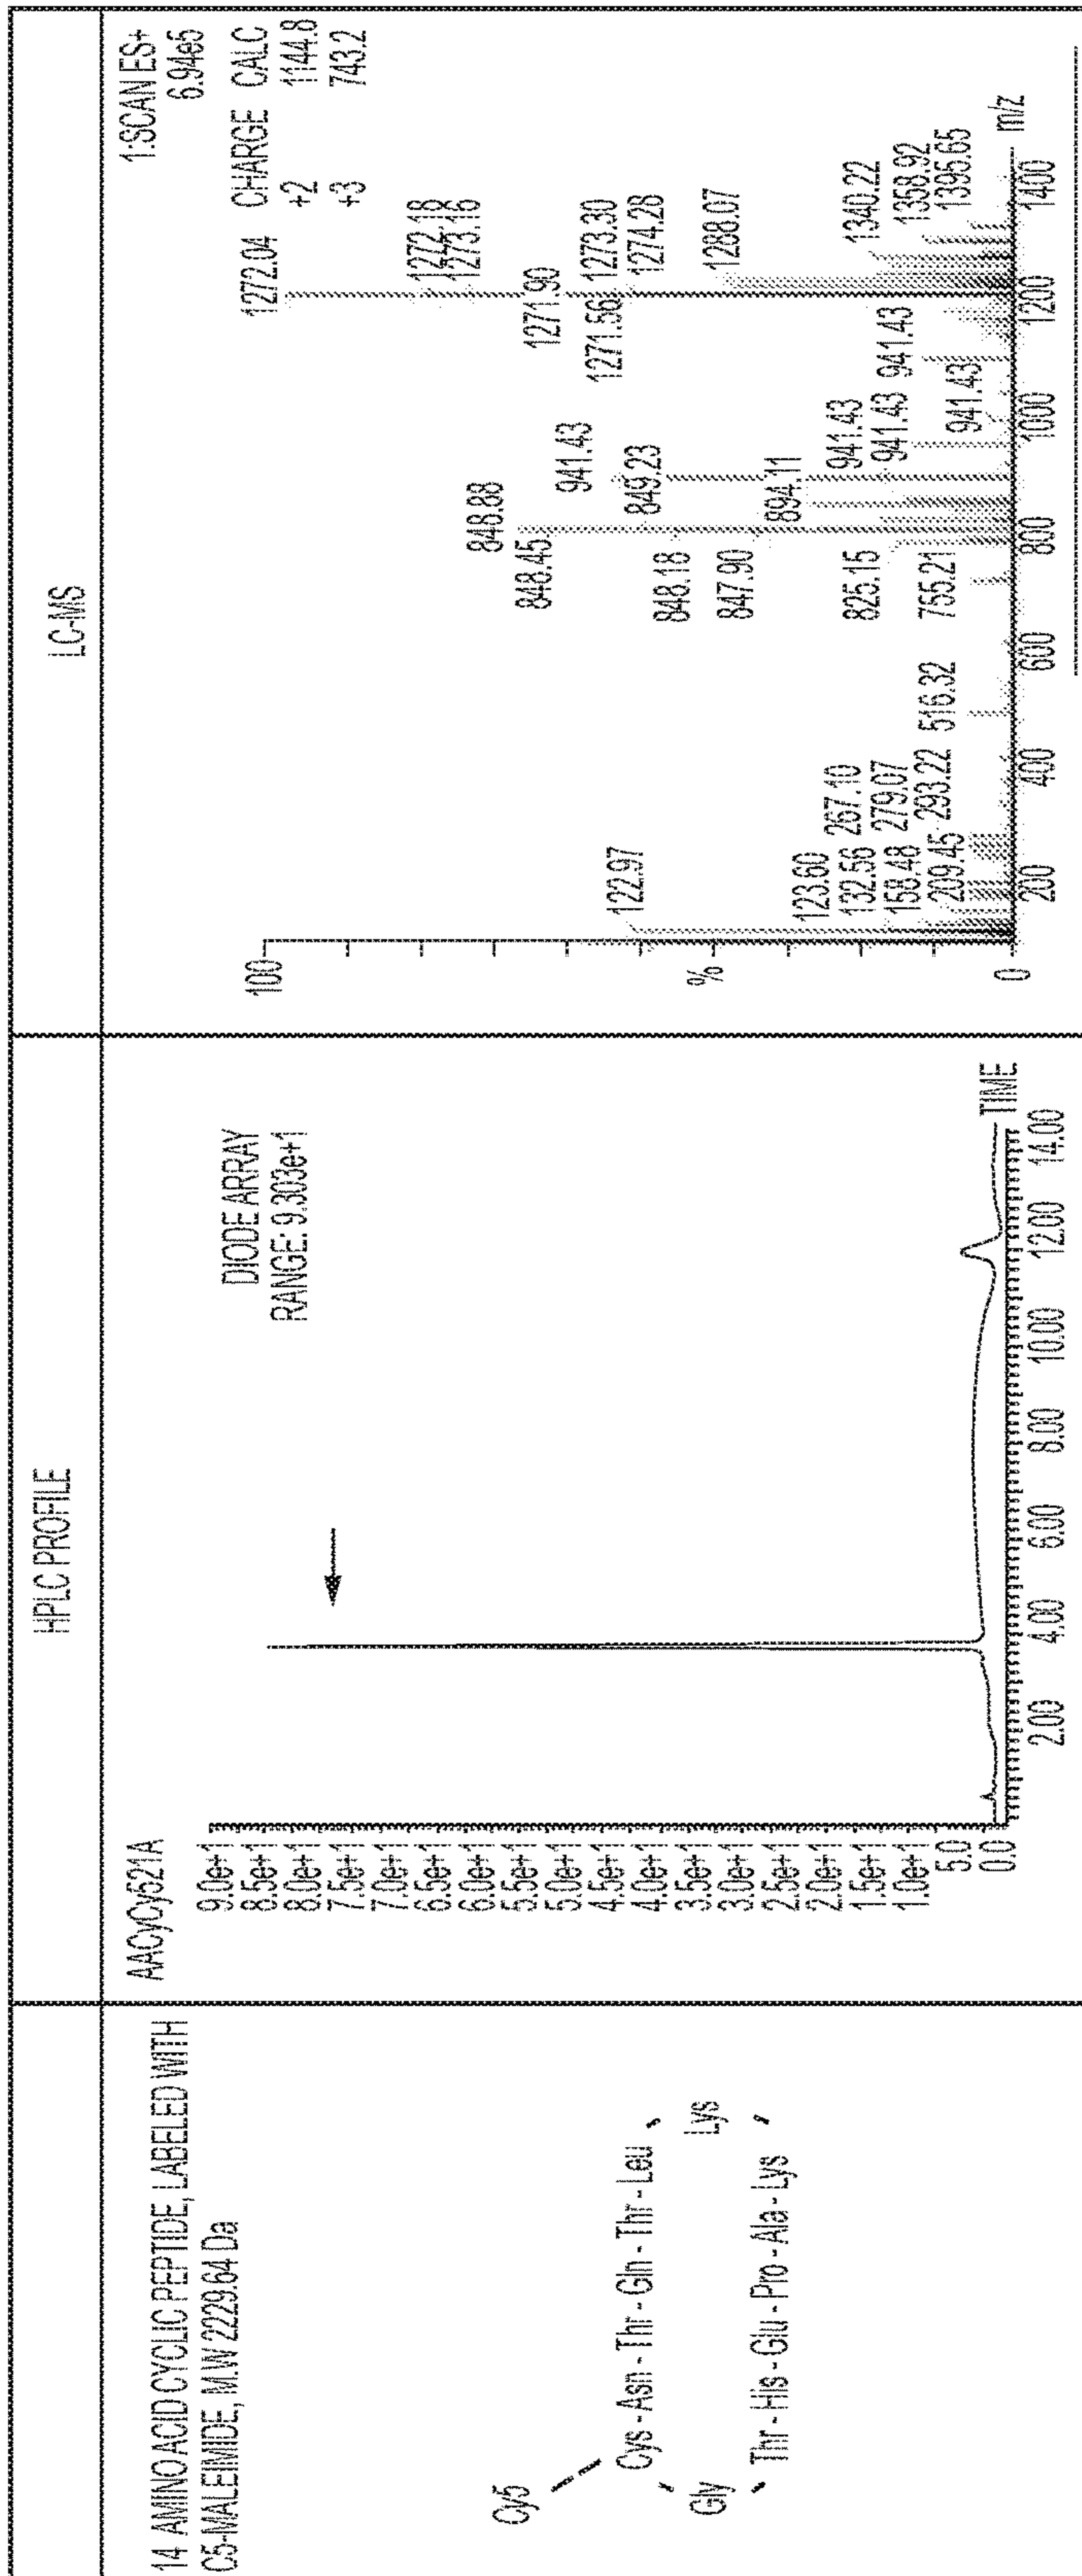 14 AMINO ACID CYCLIC PEPTIDE, LABELED WITH
C5-MALEIMIDE, M.W 2229.64 Da
Cy5
Cys - Asn - Thr - Gln - Thr - Leu
Gly
Lys
Thr - His - Glu - Pro - Ala - Lys
HPLC PROFILE
AACyCy521A
DIODE ARRAY
RANGE: 9.303e+1
9.0e+1
8.5e+1
8.0e+1
7.5e+1
7.0e+1
6.5e+1
6.0e+1
5.5e+1
5.0e+1
4.5e+1
4.0e+1
3.5e+1
3.0e+1
2.5e+1
2.0e+1
1.5e+1
1.0e+1
5.0
0.0
2.00 4.00 6.00 8.00 10.00 12.00 14.00
TIME
LC-MS
1:SCAN ES+
6.94e5
CHARGE CALC
+2 1144.8
+3 743.2
100
%
0
1272.04
1272.18
1273.16
1271.90
1273.30
1271.56
1274.28
1288.07
1340.22
1358.92
1395.65
848.88
848.45
941.43
849.23
848.18
847.90
894.11
941.43
825.15
941.43
941.43
755.21
941.43
516.32
122.97
123.60
132.56 267.10
158.48 279.07
209.45 293.22
200 400 600 800 1000 1200 1400
m/z